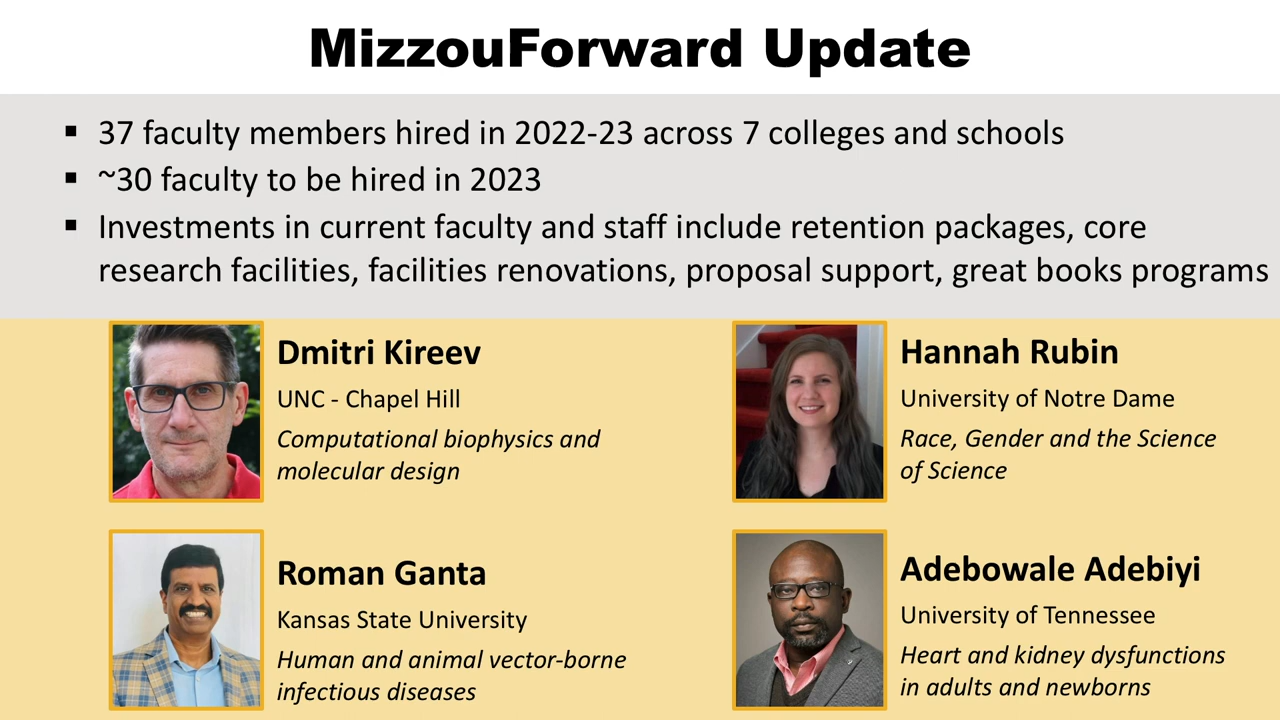 MizzouForward Update
▪ 37 faculty members hired in 2022-23 across 7 colleges and schools
▪ ~30 faculty to be hired in 2023
▪ Investments in current faculty and staff include retention packages, core
research facilities, facilities renovations, proposal support, great books programs
Dmitri Kireev
UNC - Chapel Hill
Computational biophysics and
molecular design
Hannah Rubin
University of Notre Dame
Race, Gender and the Science
of Science
Roman Ganta
Kansas State University
Human and animal vector-borne
infectious diseases
Adebowale Adebiyi
University of Tennessee
Heart and kidney dysfunctions
in adults and newborns